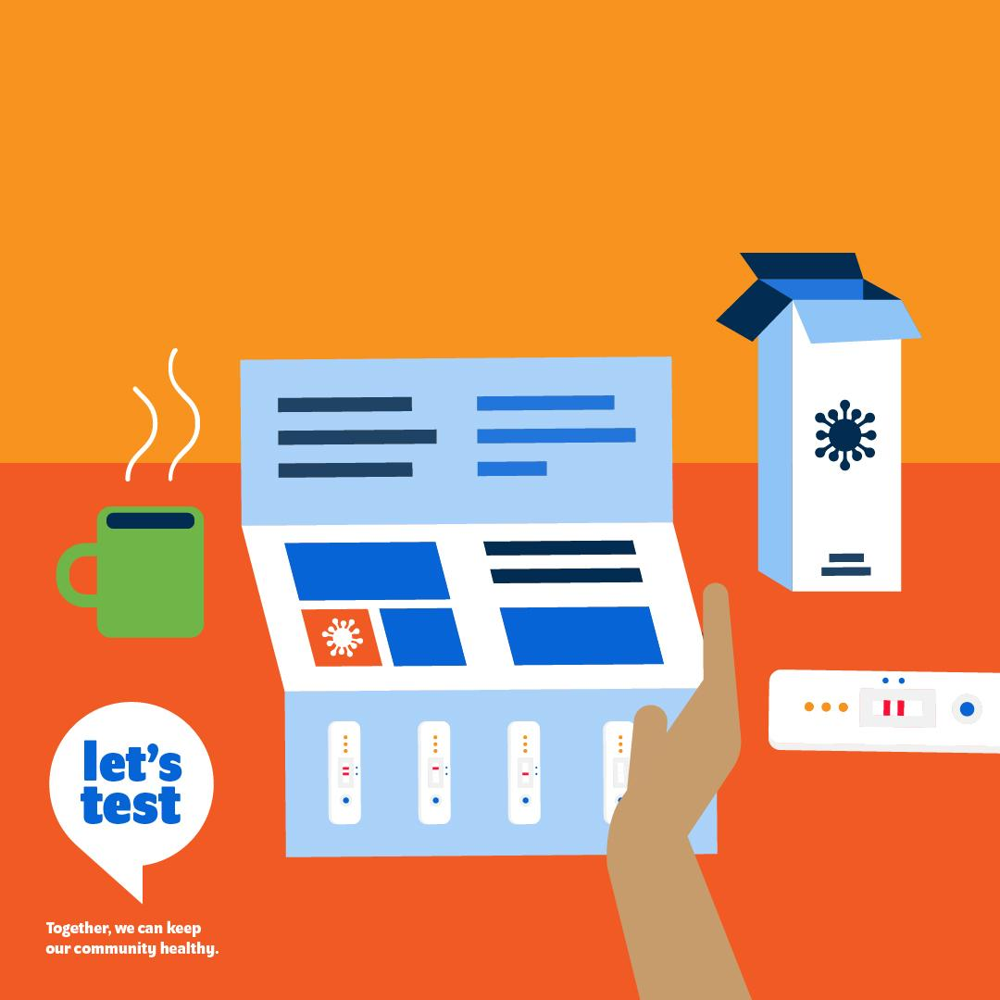 let's
test
Together, we can keep
our community healthy.